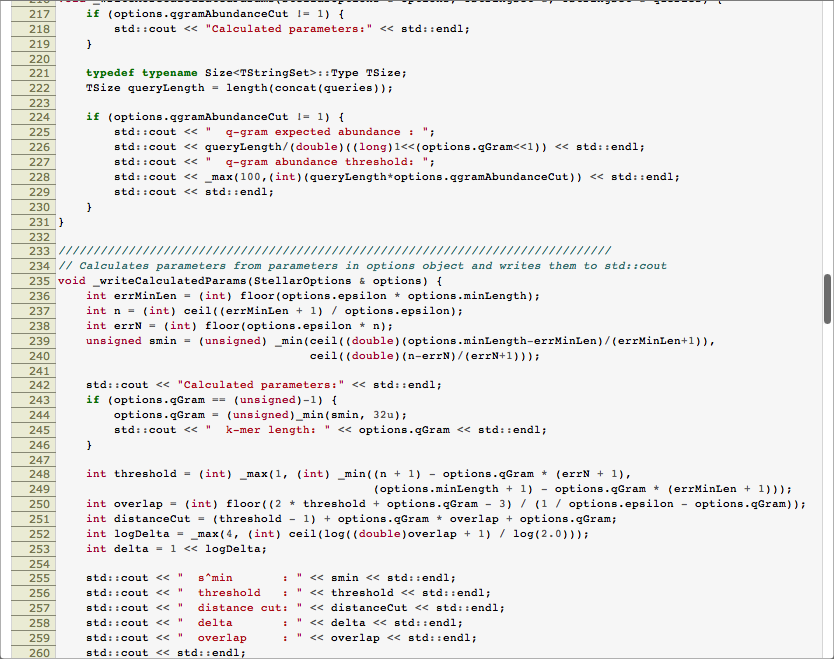 217 if (options.qgramAbundanceCut != 1) {
218 std::cout << "Calculated parameters:" << std::endl;
219 }
220
221 typedef typename Size<TStringSet>::Type TSize;
222 TSize queryLength = length(concat(queries));
223
224 if (options.qgramAbundanceCut != 1) {
225 std::cout << "  q-gram expected abundance : ";
226 std::cout << queryLength/(double)((long)1<<(options.qGram<<1)) << std::endl;
227 std::cout << "  q-gram abundance threshold: ";
228 std::cout << _max(100,(int)(queryLength*options.qgramAbundanceCut)) << std::endl;
229 std::cout << std::endl;
230 }
231 }
232
233 ///////////////////////////////////////////////////////////////////////////////
234 // Calculates parameters from parameters in options object and writes them to std::cout
235 void _writeCalculatedParams(StellarOptions & options) {
236 int errMinLen = (int) floor(options.epsilon * options.minLength);
237 int n = (int) ceil((errMinLen + 1) / options.epsilon);
238 int errN = (int) floor(options.epsilon * n);
239 unsigned smin = (unsigned) _min(ceil((double)(options.minLength-errMinLen)/(errMinLen+1)),
240 ceil((double)(n-errN)/(errN+1)));
241
242 std::cout << "Calculated parameters:" << std::endl;
243 if (options.qGram == (unsigned)-1) {
244 options.qGram = (unsigned)_min(smin, 32u);
245 std::cout << "  k-mer length: " << options.qGram << std::endl;
246 }
247
248 int threshold = (int) _max(1, (int) _min((n + 1) - options.qGram * (errN + 1),
249 (options.minLength + 1) - options.qGram * (errMinLen + 1)));
250 int overlap = (int) floor((2 * threshold + options.qGram - 3) / (1 / options.epsilon - options.qGram));
251 int distanceCut = (threshold - 1) + options.qGram * overlap + options.qGram;
252 int logDelta = _max(4, (int) ceil(log((double)overlap + 1) / log(2.0)));
253 int delta = 1 << logDelta;
254
255 std::cout << "  s^min       : " << smin << std::endl;
256 std::cout << "  threshold   : " << threshold << std::endl;
257 std::cout << "  distance cut: " << distanceCut << std::endl;
258 std::cout << "  delta       : " << delta << std::endl;
259 std::cout << "  overlap     : " << overlap << std::endl;
260 std::cout << std::endl;